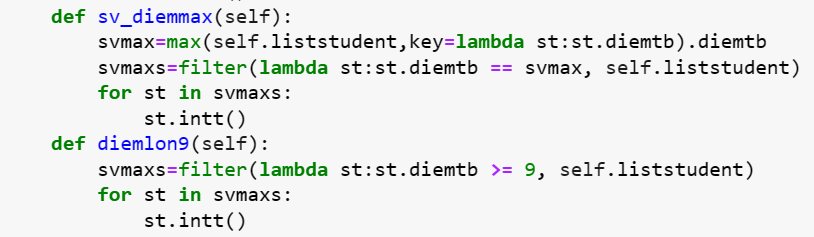 def sv_diemmax(self):
svmax=max(self.liststudent,key=lambda st:st.diemtb).diemtb
svmaxs=filter(lambda st:st.diemtb == svmax, self.liststudent)
for st in svmaxs:
st.intt()
def diemlon9(self):
svmaxs=filter(lambda st:st.diemtb >= 9, self.liststudent)
for st in svmaxs:
st.intt()